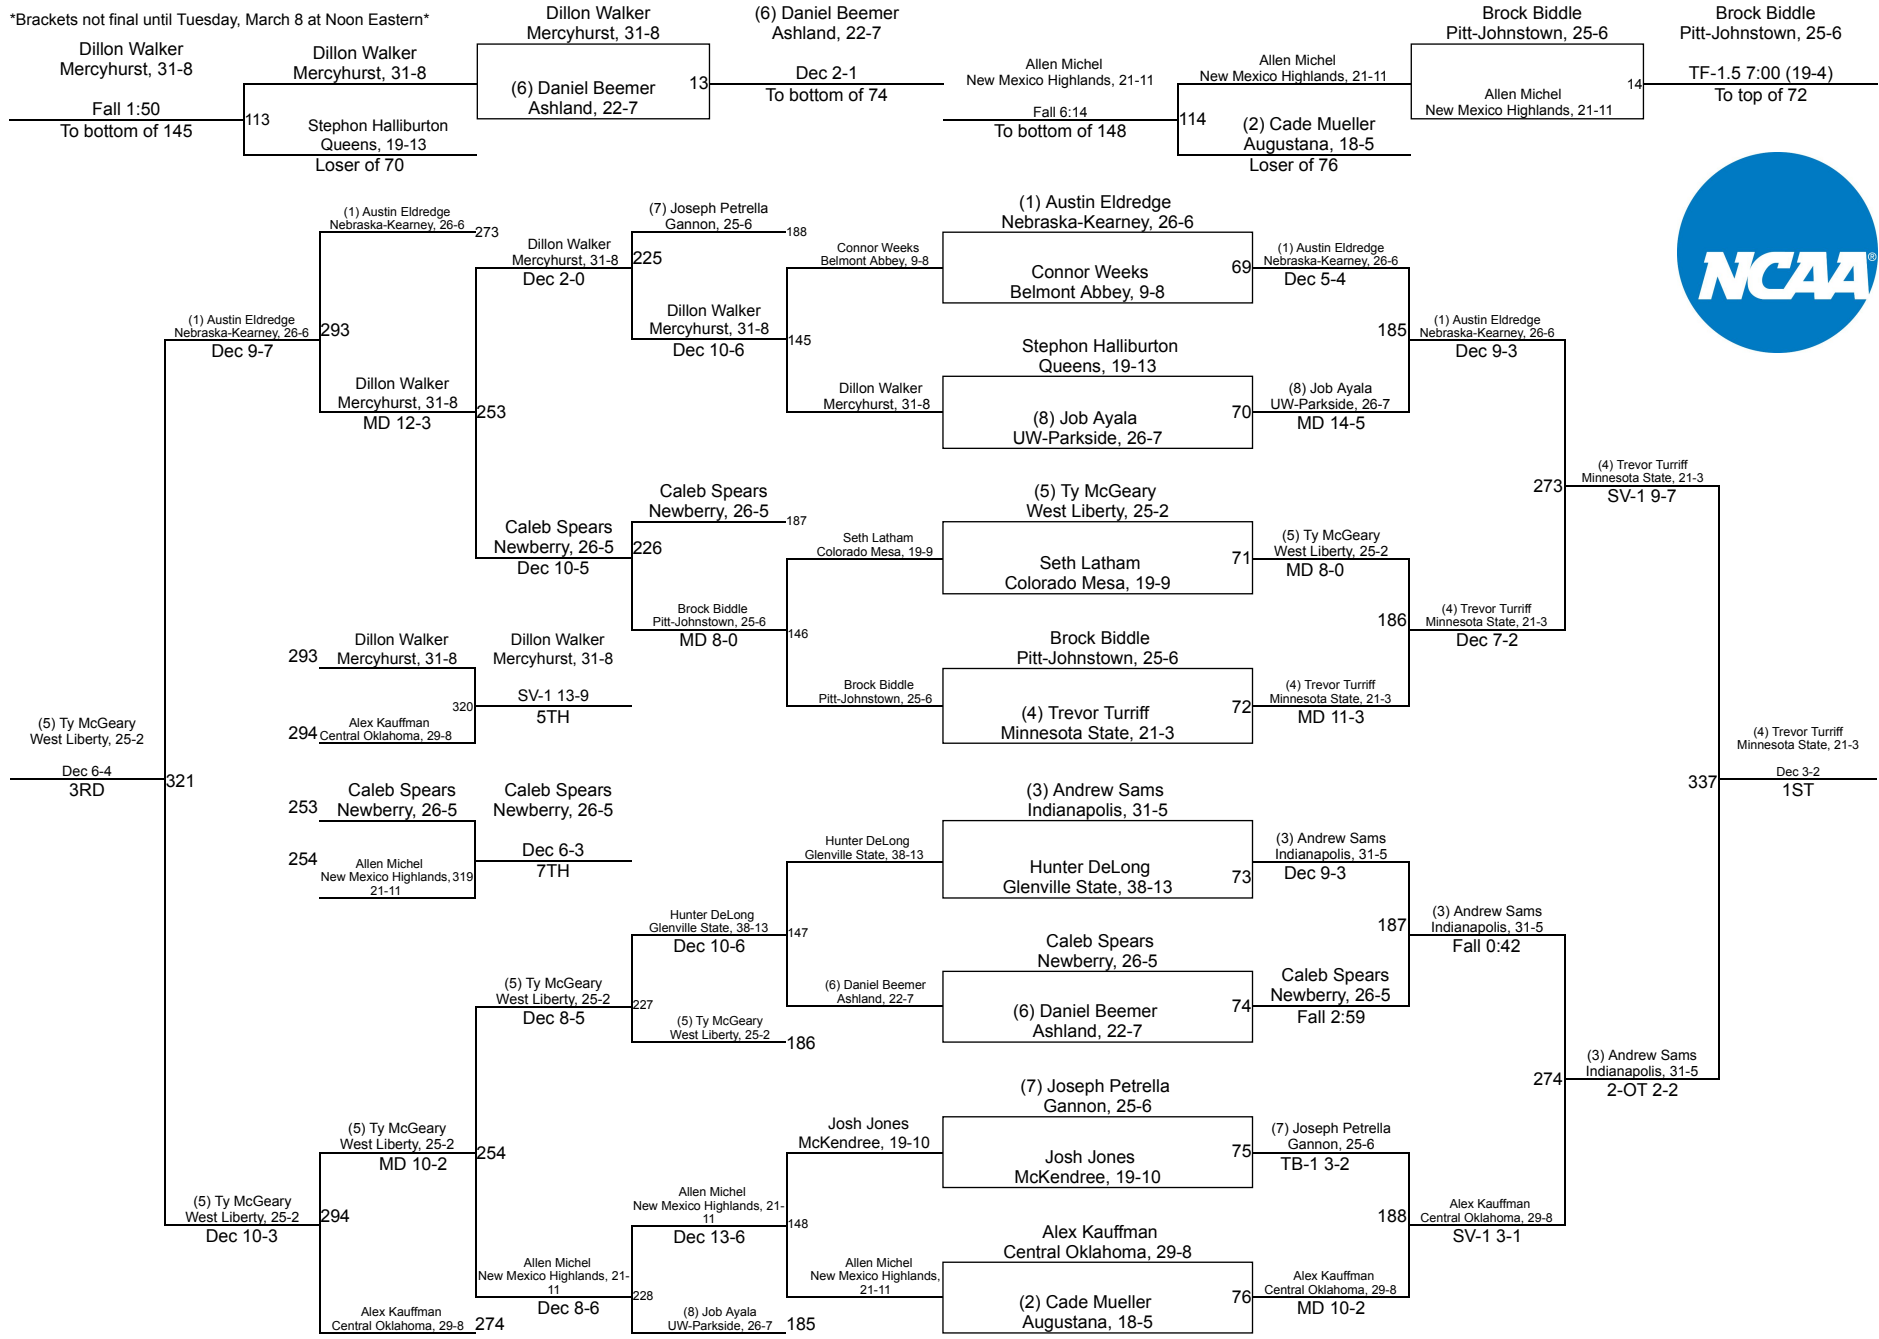 *Brackets not final until Tuesday, March 8 at Noon Eastern*
Dillon Walker
Mercyhurst, 31-8
Fall 1:50
To bottom of 145
Dillon Walker
Mercyhurst, 31-8
113
Stephon Halliburton
Queens, 19-13
Loser of 70
Dillon Walker
Mercyhurst, 31-8
(6) Daniel Beemer
Ashland, 22-7
13
(6) Daniel Beemer
Ashland, 22-7
Dec 2-1
To bottom of 74
Allen Michel
New Mexico Highlands, 21-11
Fall 6:14
To bottom of 148
Allen Michel
New Mexico Highlands, 21-11
114
(2) Cade Mueller
Augustana, 18-5
Loser of 76
Brock Biddle
Pitt-Johnstown, 25-6
Allen Michel
New Mexico Highlands, 21-11
14
Brock Biddle
Pitt-Johnstown, 25-6
TF-1.5 7:00 (19-4)
To top of 72
NCAA®
(1) Austin Eldredge
Nebraska-Kearney, 26-6
273
(1) Austin Eldredge
Nebraska-Kearney, 26-6
Dec 9-7
293
Dillon Walker
Mercyhurst, 31-8
MD 12-3
253
Dillon Walker
Mercyhurst, 31-8
Dec 2-0
(7) Joseph Petrella
Gannon, 25-6
188
225
Dillon Walker
Mercyhurst, 31-8
Dec 10-6
145
Connor Weeks
Belmont Abbey, 9-8
Dillon Walker
Mercyhurst, 31-8
(1) Austin Eldredge
Nebraska-Kearney, 26-6
Connor Weeks
Belmont Abbey, 9-8
69
(1) Austin Eldredge
Nebraska-Kearney, 26-6
Dec 5-4
185
(1) Austin Eldredge
Nebraska-Kearney, 26-6
Dec 9-3
Stephon Halliburton
Queens, 19-13
(8) Job Ayala
UW-Parkside, 26-7
70
(8) Job Ayala
UW-Parkside, 26-7
MD 14-5
273
(4) Trevor Turriff
Minnesota State, 21-3
SV-1 9-7
Caleb Spears
Newberry, 26-5
Dec 10-5
Caleb Spears
Newberry, 26-5
187
226
Brock Biddle
Pitt-Johnstown, 25-6
MD 8-0
146
Seth Latham
Colorado Mesa, 19-9
Brock Biddle
Pitt-Johnstown, 25-6
(5) Ty McGeary
West Liberty, 25-2
Seth Latham
Colorado Mesa, 19-9
71
(5) Ty McGeary
West Liberty, 25-2
MD 8-0
186
(4) Trevor Turriff
Minnesota State, 21-3
Dec 7-2
Brock Biddle
Pitt-Johnstown, 25-6
(4) Trevor Turriff
Minnesota State, 21-3
72
(4) Trevor Turriff
Minnesota State, 21-3
MD 11-3
293
Dillon Walker
Mercyhurst, 31-8
294
Alex Kauffman
Central Oklahoma, 29-8
320
Dillon Walker
Mercyhurst, 31-8
SV-1 13-9
5TH
(5) Ty McGeary
West Liberty, 25-2
Dec 6-4
3RD
321
253
Caleb Spears
Newberry, 26-5
254
Allen Michel
New Mexico Highlands,
21-11
319
Caleb Spears
Newberry, 26-5
Dec 6-3
7TH
337
(4) Trevor Turriff
Minnesota State, 21-3
Dec 3-2
1ST
Hunter DeLong
Glenville State, 38-13
(3) Andrew Sams
Indianapolis, 31-5
Hunter DeLong
Glenville State, 38-13
73
(3) Andrew Sams
Indianapolis, 31-5
Dec 9-3
187
(3) Andrew Sams
Indianapolis, 31-5
Fall 0:42
Hunter DeLong
Glenville State, 38-13
Dec 10-6
147
(6) Daniel Beemer
Ashland, 22-7
Caleb Spears
Newberry, 26-5
(6) Daniel Beemer
Ashland, 22-7
74
Caleb Spears
Newberry, 26-5
Fall 2:59
(5) Ty McGeary
West Liberty, 25-2
Dec 8-5
227
(5) Ty McGeary
West Liberty, 25-2
186
274
(3) Andrew Sams
Indianapolis, 31-5
2-OT 2-2
(5) Ty McGeary
West Liberty, 25-2
MD 10-2
254
Josh Jones
McKendree, 19-10
(7) Joseph Petrella
Gannon, 25-6
Josh Jones
McKendree, 19-10
75
(7) Joseph Petrella
Gannon, 25-6
TB-1 3-2
188
Alex Kauffman
Central Oklahoma, 29-8
SV-1 3-1
(5) Ty McGeary
West Liberty, 25-2
Dec 10-3
294
Allen Michel
New Mexico Highlands, 21-
11
Dec 13-6
148
Allen Michel
New Mexico Highlands,
21-11
Alex Kauffman
Central Oklahoma, 29-8
(2) Cade Mueller
Augustana, 18-5
76
Alex Kauffman
Central Oklahoma, 29-8
MD 10-2
Alex Kauffman
Central Oklahoma, 29-8
274
Allen Michel
New Mexico Highlands, 21-
11
Dec 8-6
228
(8) Job Ayala
UW-Parkside, 26-7
185